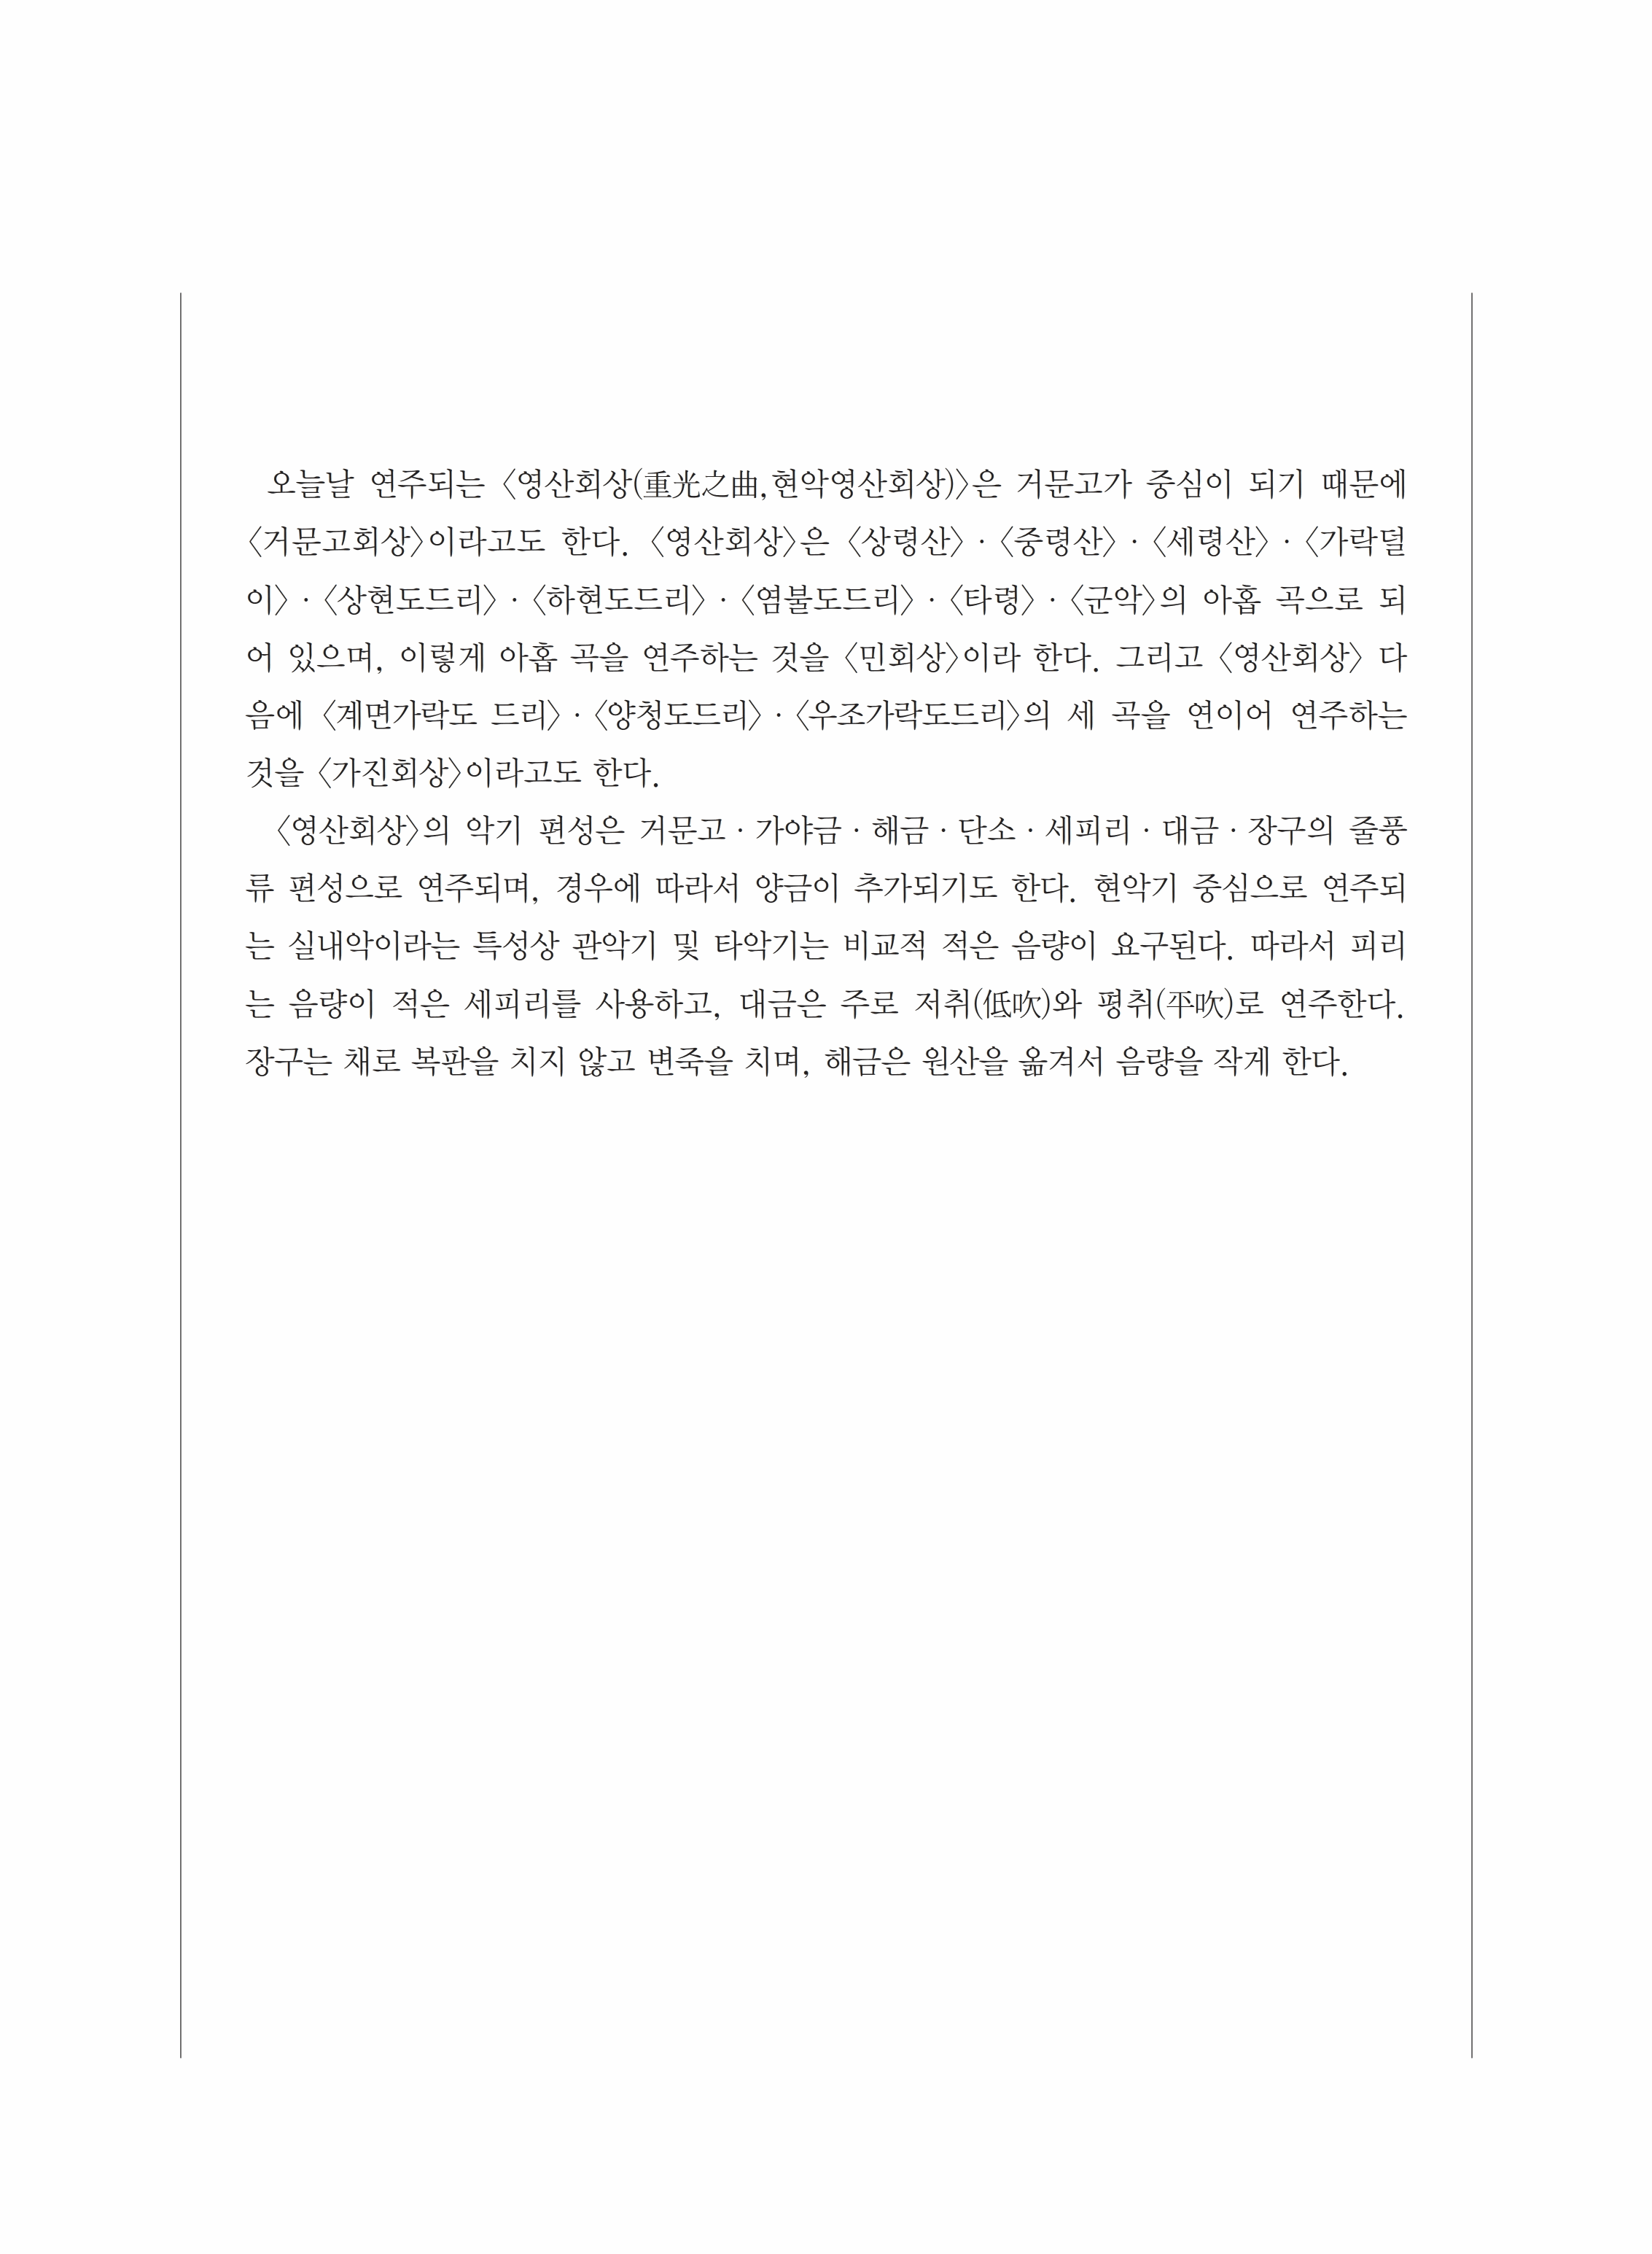 오늘날 연주되는 〈영산회상(重光之曲,현악영산회상)〉은 거문고가 중심이 되기 때문에
〈거문고회상〉이라고도 한다. 〈영산회상〉은 〈상령산〉·〈중령산〉·〈세령산〉·〈가락덜
이〉·〈상현도드리〉·〈하현도드리〉·〈염불도드리〉·〈타령〉·〈군악〉의 아홉 곡으로 되
어 있으며, 이렇게 아홉 곡을 연주하는 것을 〈민회상〉이라 한다. 그리고 〈영산회상〉 다
음에 〈계면가락도 드리〉·〈양청도드리〉·〈우조가락도드리〉의 세 곡을 연이어 연주하는
것을 〈가진회상〉이라고도 한다.
〈영산회상〉의 악기 편성은 거문고·가야금·해금·단소·세피리·대금·장구의 줄풍
류 편성으로 연주되며, 경우에 따라서 양금이 추가되기도 한다. 현악기 중심으로 연주되
는 실내악이라는 특성상 관악기 및 타악기는 비교적 적은 음량이 요구된다. 따라서 피리
는 음량이 적은 세피리를 사용하고, 대금은 주로 저취(低吹)와 평취(平吹)로 연주한다.
장구는 채로 복판을 치지 않고 변죽을 치며, 해금은 원산을 옮겨서 음량을 작게 한다.